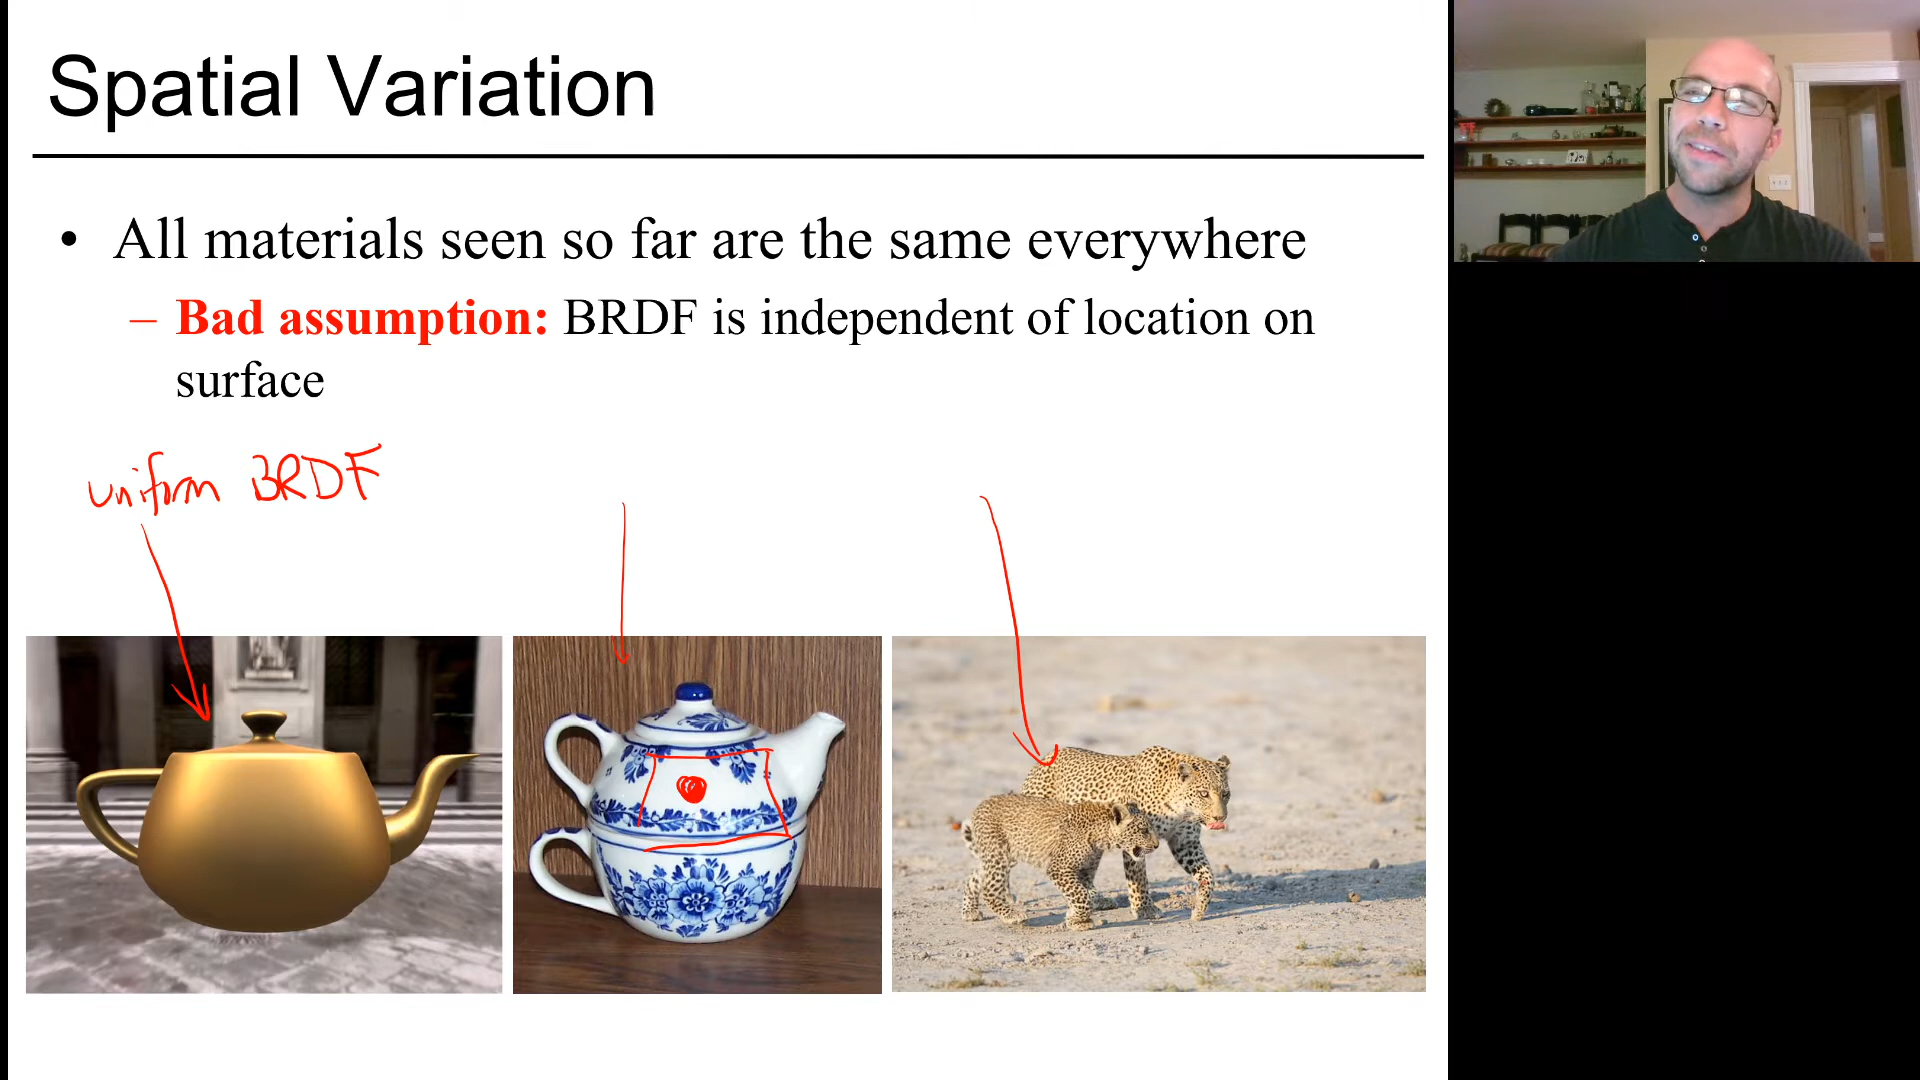 Spatial Variation
• All materials seen so far are the same everywhere
– Bad assumption: BRDF is independent of location on
surface
uniform BRDF